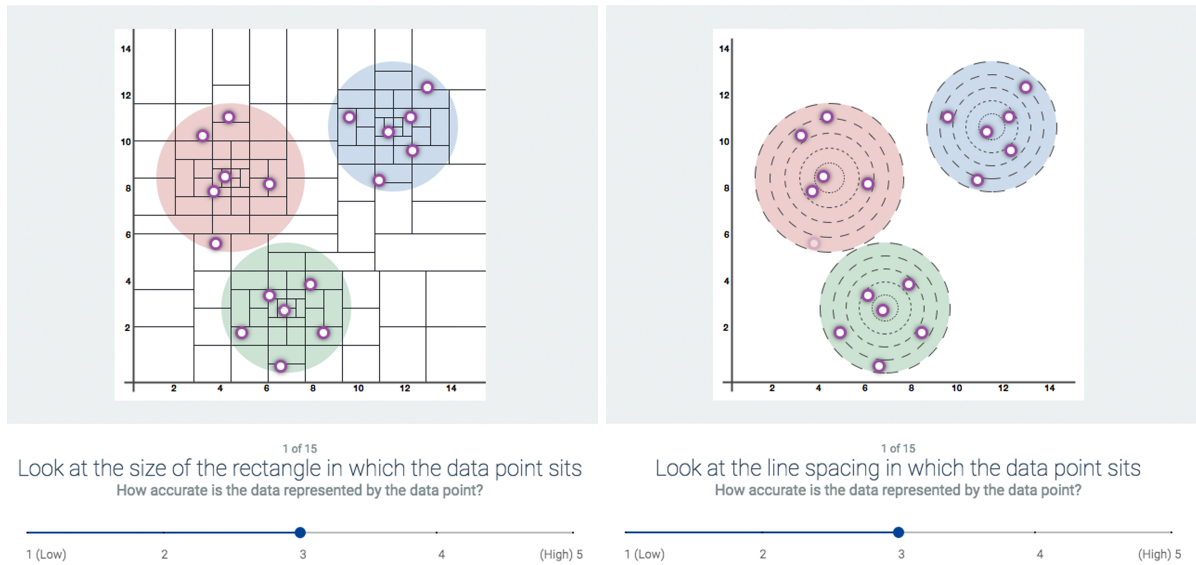 14
12
10
8
6
4
2
2 4 6 8 10 12 14
1 of 15
Look at the size of the rectangle in which the data point sits
How accurate is the data represented by the data point?
1 (Low) 2 3 4 (High) 5
14
12
10
8
6
4
2
2 4 6 8 10 12 14
1 of 15
Look at the line spacing in which the data point sits
How accurate is the data represented by the data point?
1 (Low) 2 3 4 (High) 5